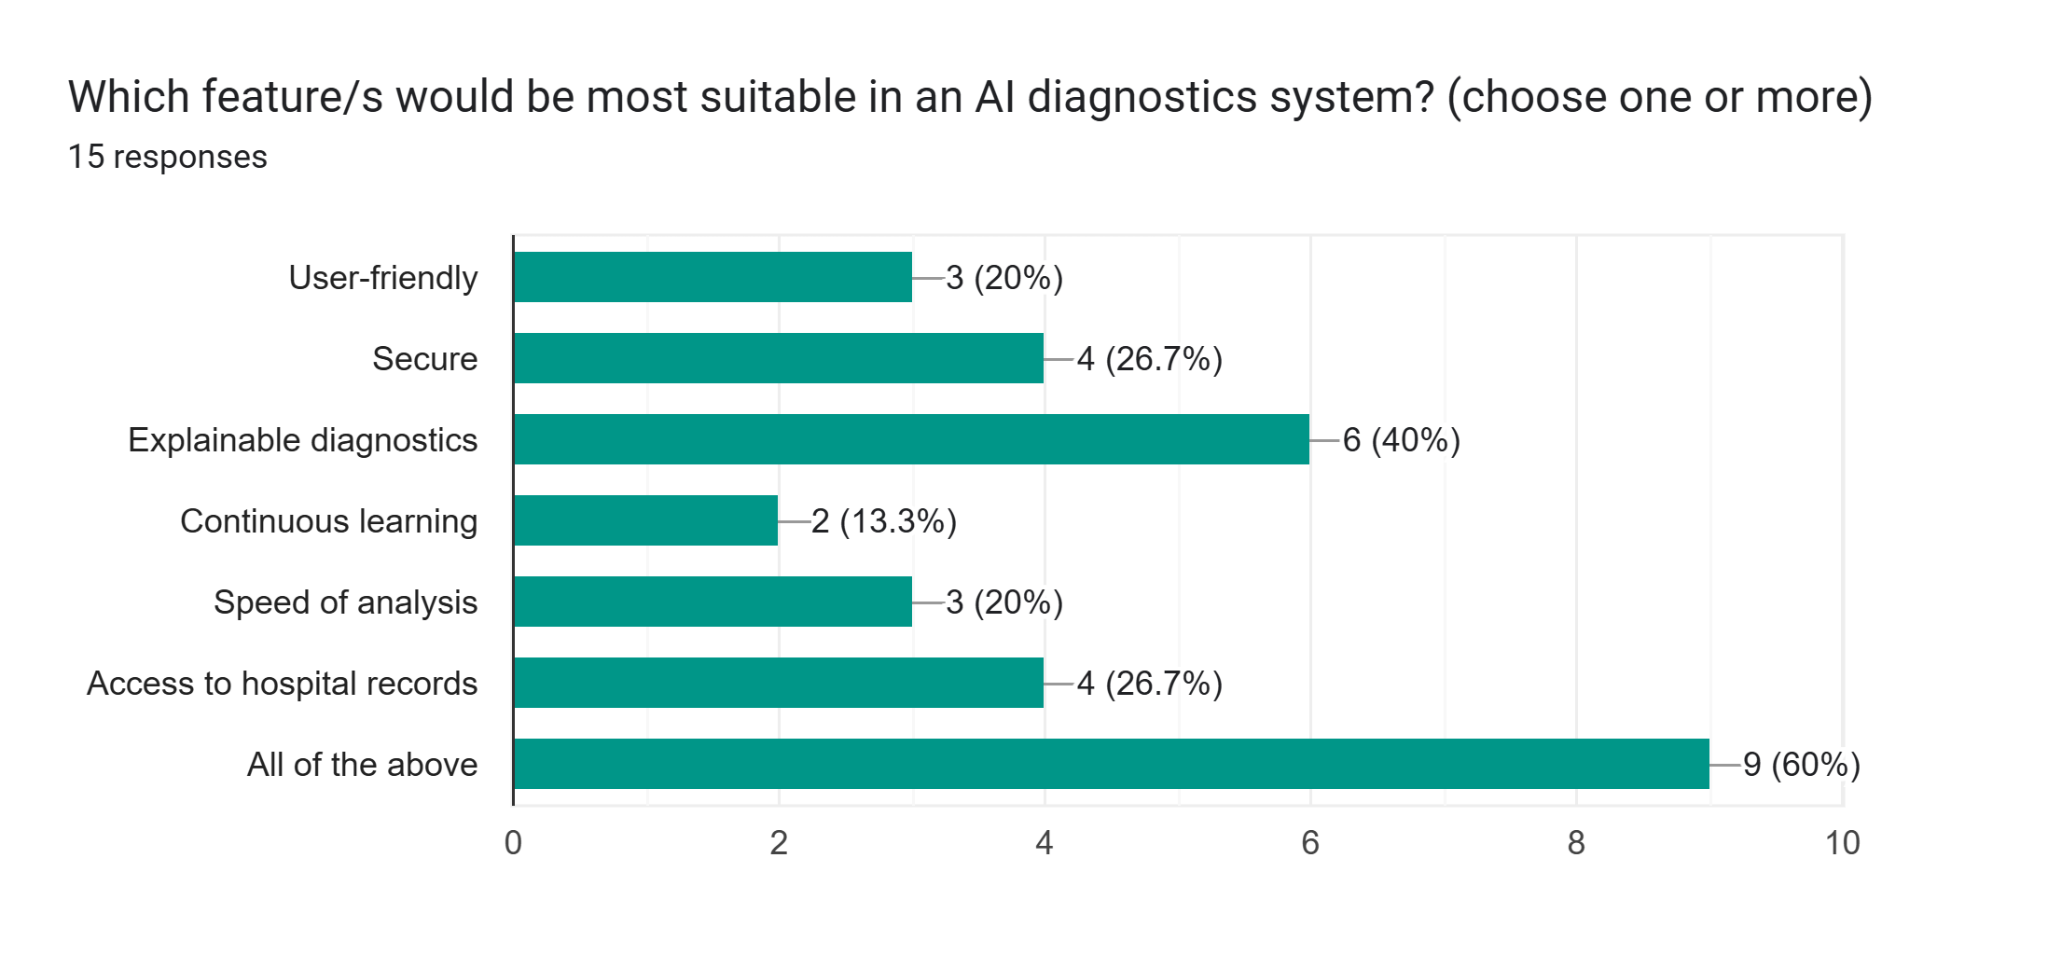 Which feature/s would be most suitable in an AI diagnostics system? (choose one or more)
15 responses
User-friendly 3 (20%)
Secure 4 (26.7%)
Explainable diagnostics 6 (40%)
Continuous learning 2 (13.3%)
Speed of analysis 3 (20%)
Access to hospital records 4 (26.7%)
All of the above 9 (60%)
0 2 4 6 8 10